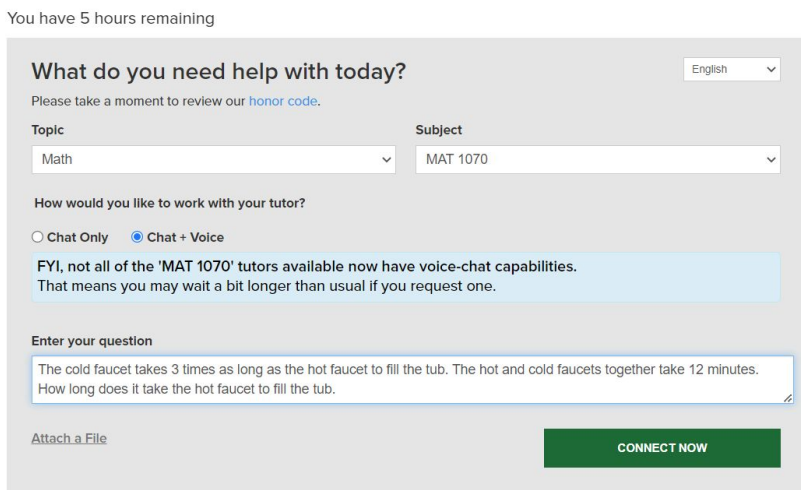 You have 5 hours remaining
What do you need help with today?
English
Please take a moment to review our honor code.
Topic
Subject
Math
MAT 1070
How would you like to work with your tutor?
Chat Only
Chat + Voice
FYI, not all of the 'MAT 1070' tutors available now have voice-chat capabilities.
That means you may wait a bit longer than usual if you request one.
Enter your question
The cold faucet takes 3 times as long as the hot faucet to fill the tub. The hot and cold faucets together take 12 minutes.
How long does it take the hot faucet to fill the tub.
Attach a File
CONNECT NOW